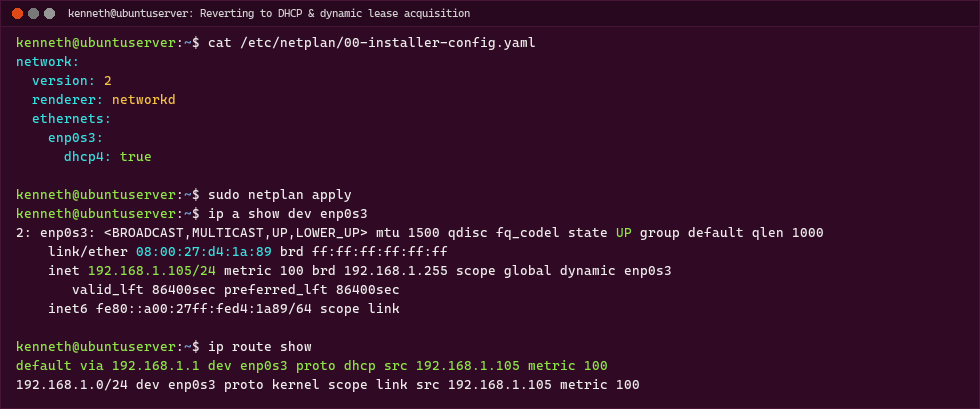 kenneth@ubuntuserver: Reverting to DHCP & dynamic lease acquisition
kenneth@ubuntuserver:~$ cat /etc/netplan/00-installer-config.yaml
network:
  version: 2
  renderer: networkd
  ethernets:
    enp0s3:
      dhcp4: true
kenneth@ubuntuserver:~$ sudo netplan apply
kenneth@ubuntuserver:~$ ip a show dev enp0s3
2: enp0s3: <BROADCAST,MULTICAST,UP,LOWER_UP> mtu 1500 qdisc fq_codel state UP group default qlen 1000
    link/ether 08:00:27:d4:1a:89 brd ff:ff:ff:ff:ff:ff
    inet 192.168.1.105/24 metric 100 brd 192.168.1.255 scope global dynamic enp0s3
       valid_lft 86400sec preferred_lft 86400sec
    inet6 fe80::a00:27ff:fed4:1a89/64 scope link
kenneth@ubuntuserver:~$ ip route show
default via 192.168.1.1 dev enp0s3 proto dhcp src 192.168.1.105 metric 100
192.168.1.0/24 dev enp0s3 proto kernel scope link src 192.168.1.105 metric 100